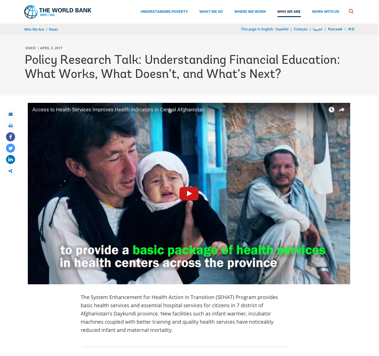 THE WORLD BANK
IBRD • IDA
UNDERSTANDING POVERTY
WHAT WE DO
WHERE WE WORK
WHO WE ARE
WORK WITH US
Who We Are / News
This page in English | Español | Français | العربية | Русский | 中文
VIDEO | APRIL 3, 2017
Policy Research Talk: Understanding Financial Education:
What Works, What Doesn't, and What's Next?
Access to Health Services Improves Health Indicators in Central Afghanistan
to provide a basic package of health services
in health centers across the province
The System Enhancement for Health Action in Transition (SEHAT) Program provides
basic health services and essential hospital services for citizens in 7 district of
Afghanistan's Daykundi province. New facilities such as infant warmer, incubator
machines coupled with better training and quality health services have noticeably
reduced infant and maternal mortality.